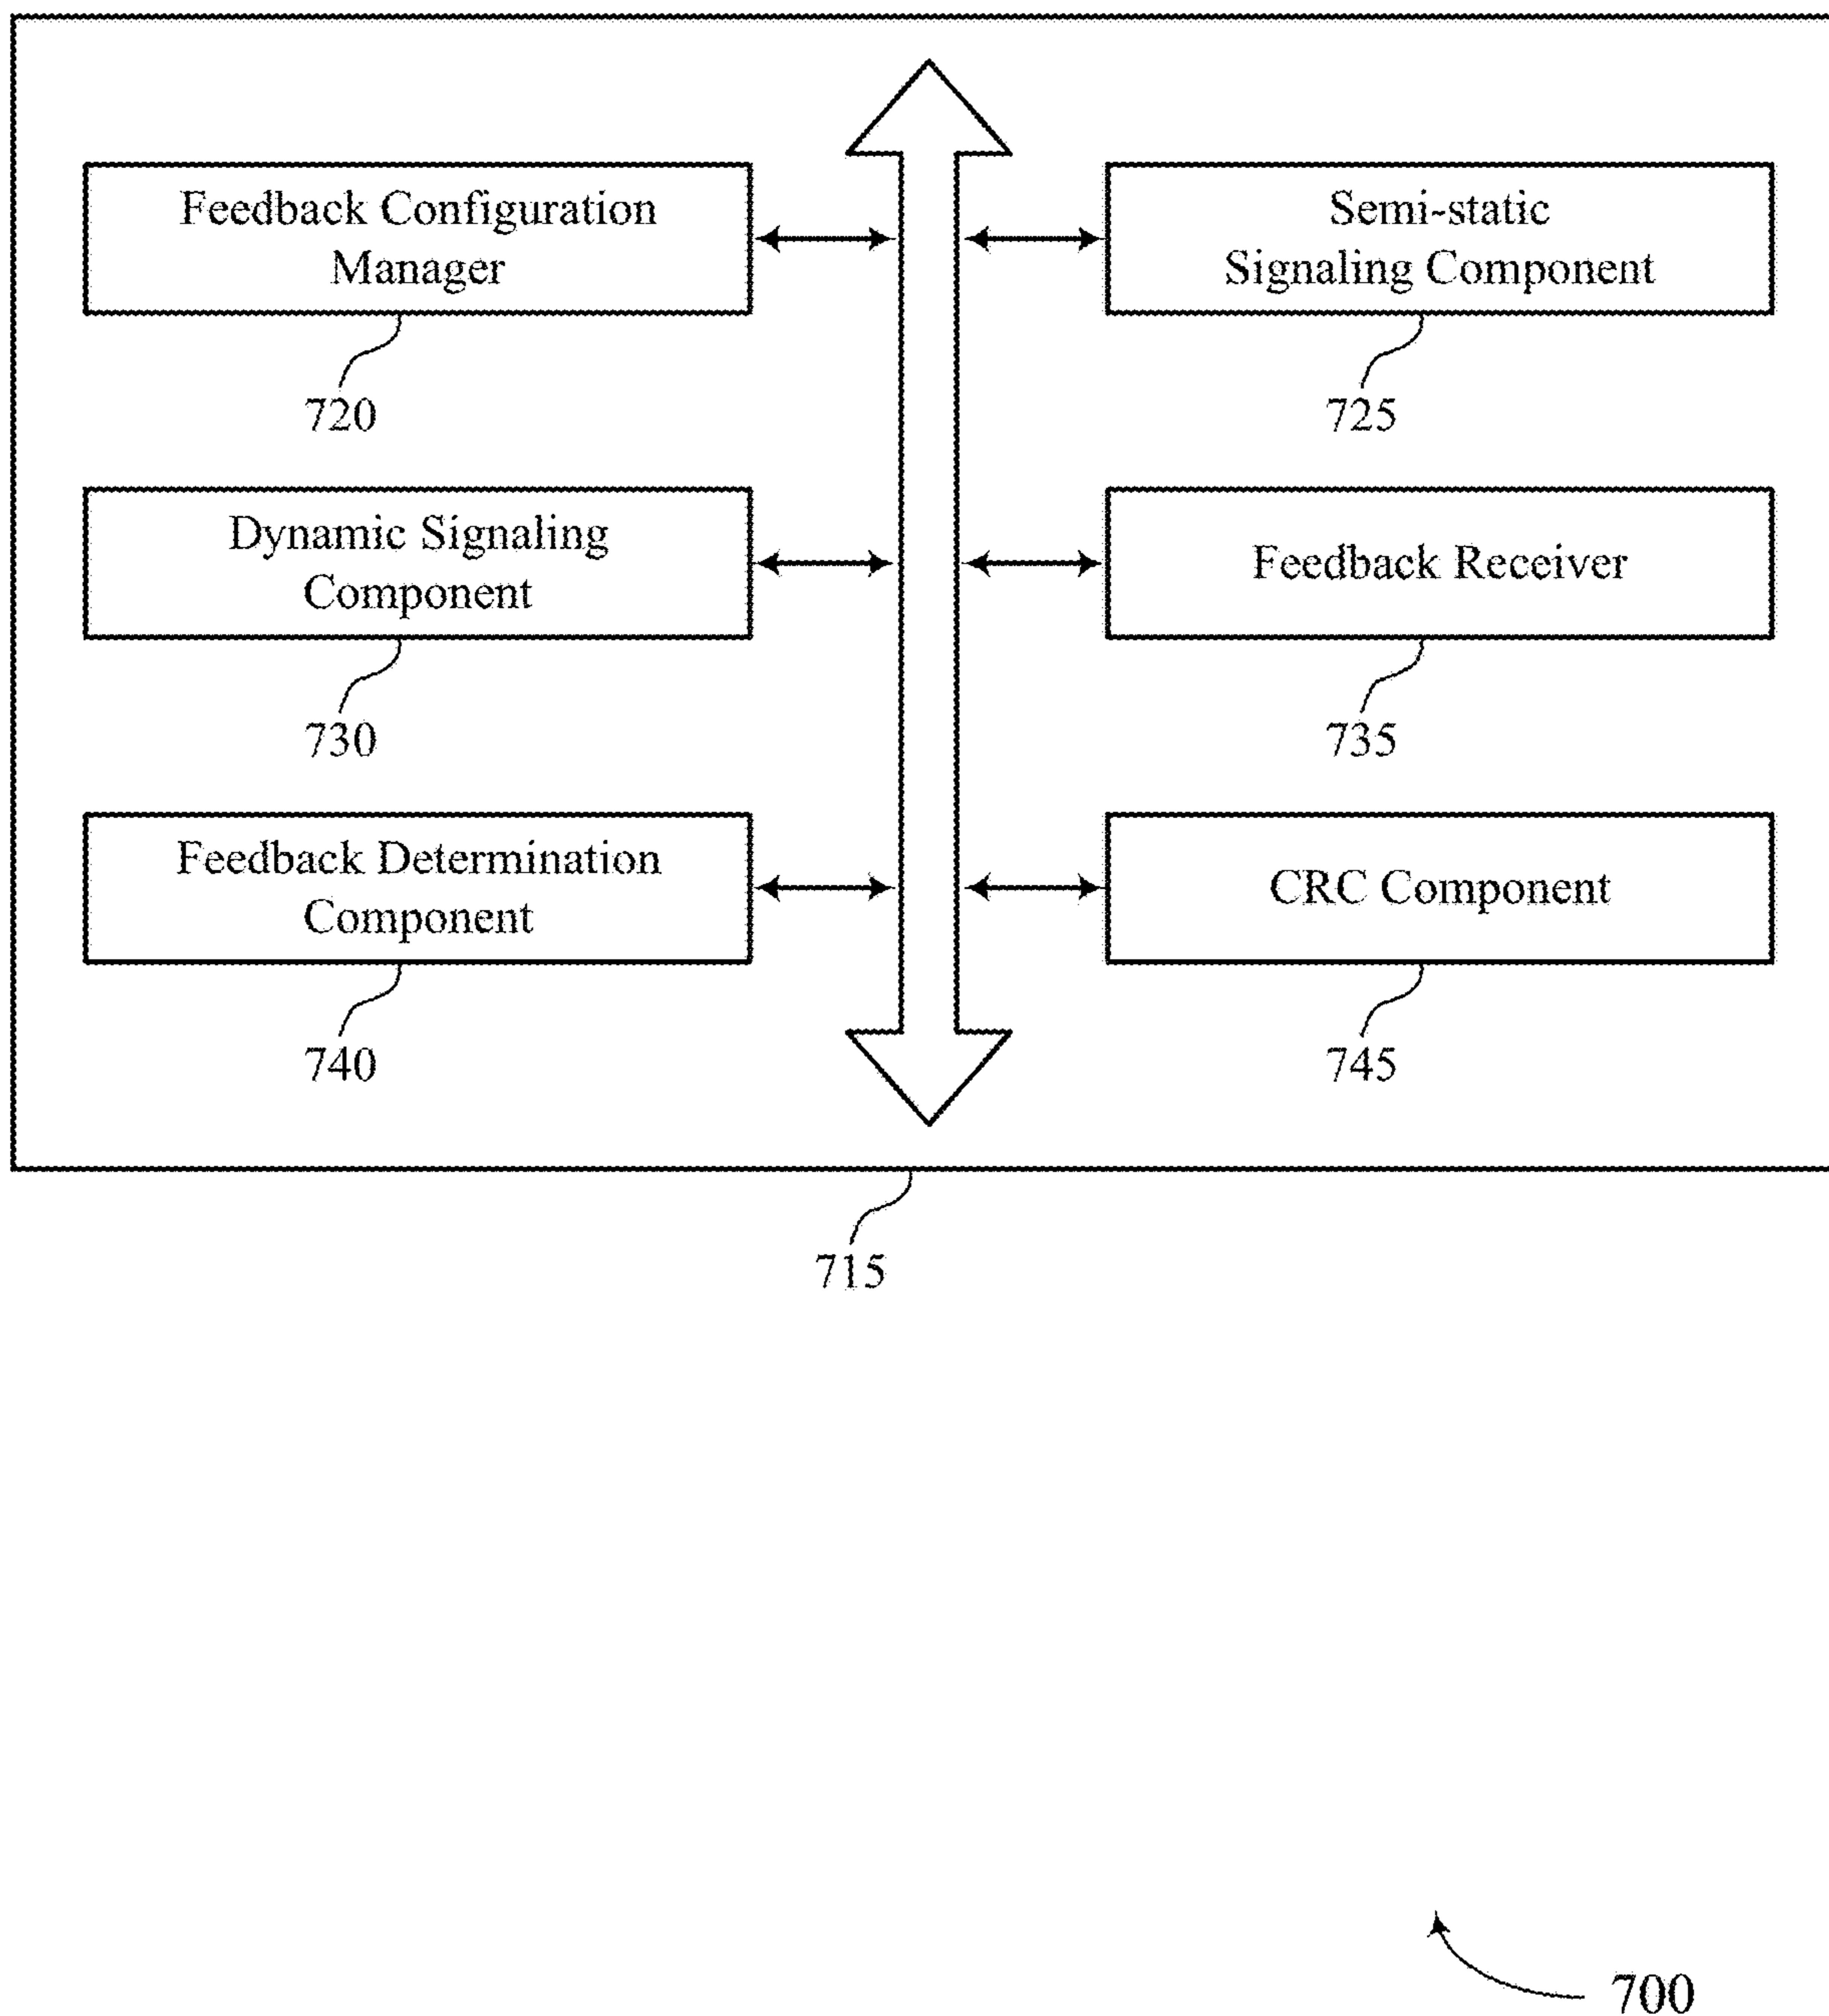 Feedback Configuration
Manager
720
Semi-static
Signaling Component
725
Dynamic Signaling
Component
730
Feedback Receiver
735
Feedback Determination
Component
740
CRC Component
745
715
700